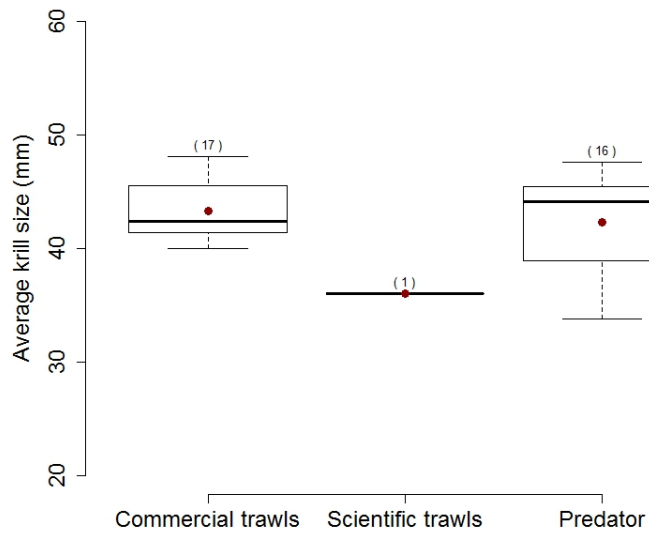 Average krill size (mm)
60
50
40
30
20
( 17 )
( 1 )
( 16 )
Commercial trawls
Scientific trawls
Predator